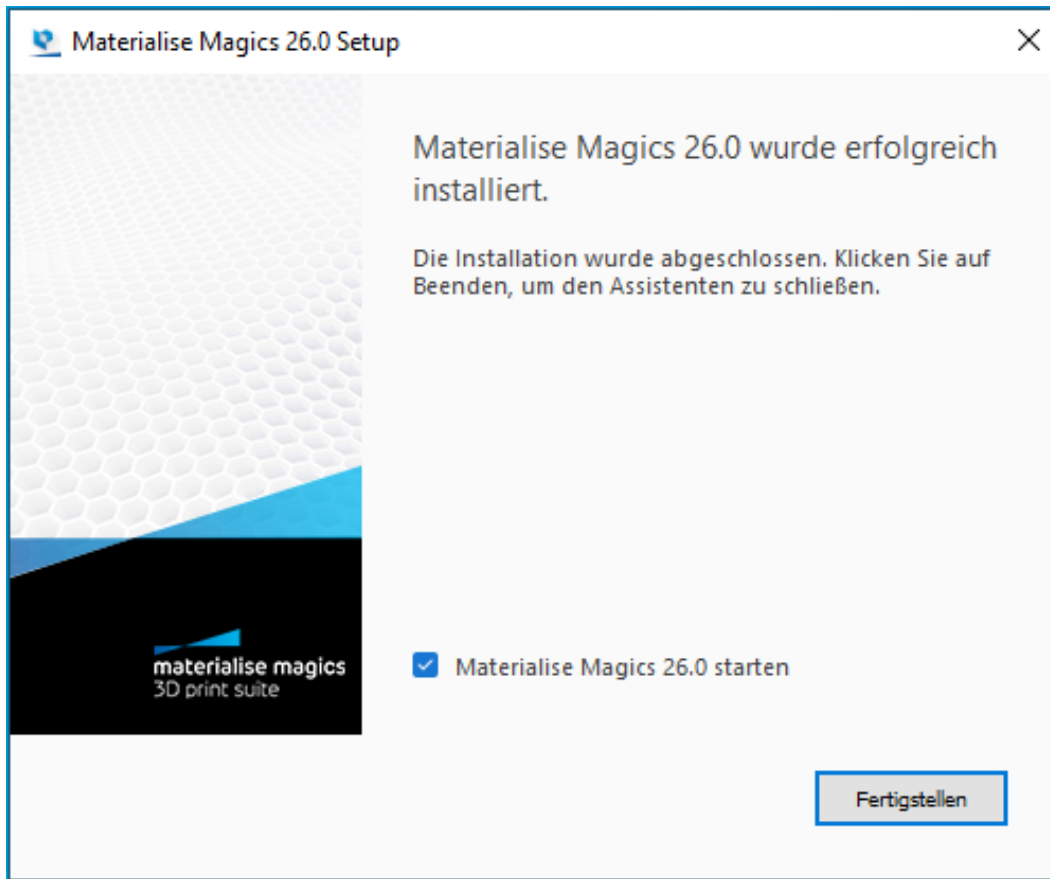 Materialise Magics 26.0 Setup
Materialise Magics 26.0 wurde erfolgreich
installiert.
Die Installation wurde abgeschlossen. Klicken Sie auf
Beenden, um den Assistenten zu schließen.
materialise magics
3D print suite
Materialise Magics 26.0 starten
Fertigstellen